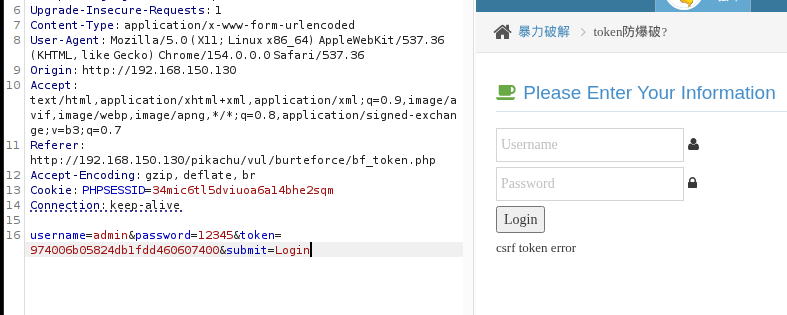 6 Upgrade-Insecure-Requests: 1
7 Content-Type: application/x-www-form-urlencoded
8 User-Agent: Mozilla/5.0 (X11; Linux x86_64) AppleWebKit/537.36
(KHTML, like Gecko) Chrome/154.0.0.0 Safari/537.36
9 Origin: http://192.168.150.130
10 Accept:
text/html,application/xhtml+xml,application/xml;q=0.9,image/a
vif,image/webp,image/apng,*/*;q=0.8,application/signed-exchan
ge;v=b3;q=0.7
11 Referer:
http://192.168.150.130/pikachu/vul/burteforce/bf_token.php
12 Accept-Encoding: gzip, deflate, br
13 Cookie: PHPSESSID=34mic6tl5dviuoa6a14bhe2sqm
14 Connection: keep-alive
15
16 username=admin&password=12345&token=
974006b05824db1fdd460607400&submit=Login
暴力破解 > token防爆破?
Please Enter Your Information
Username
Password
Login
csrf token error